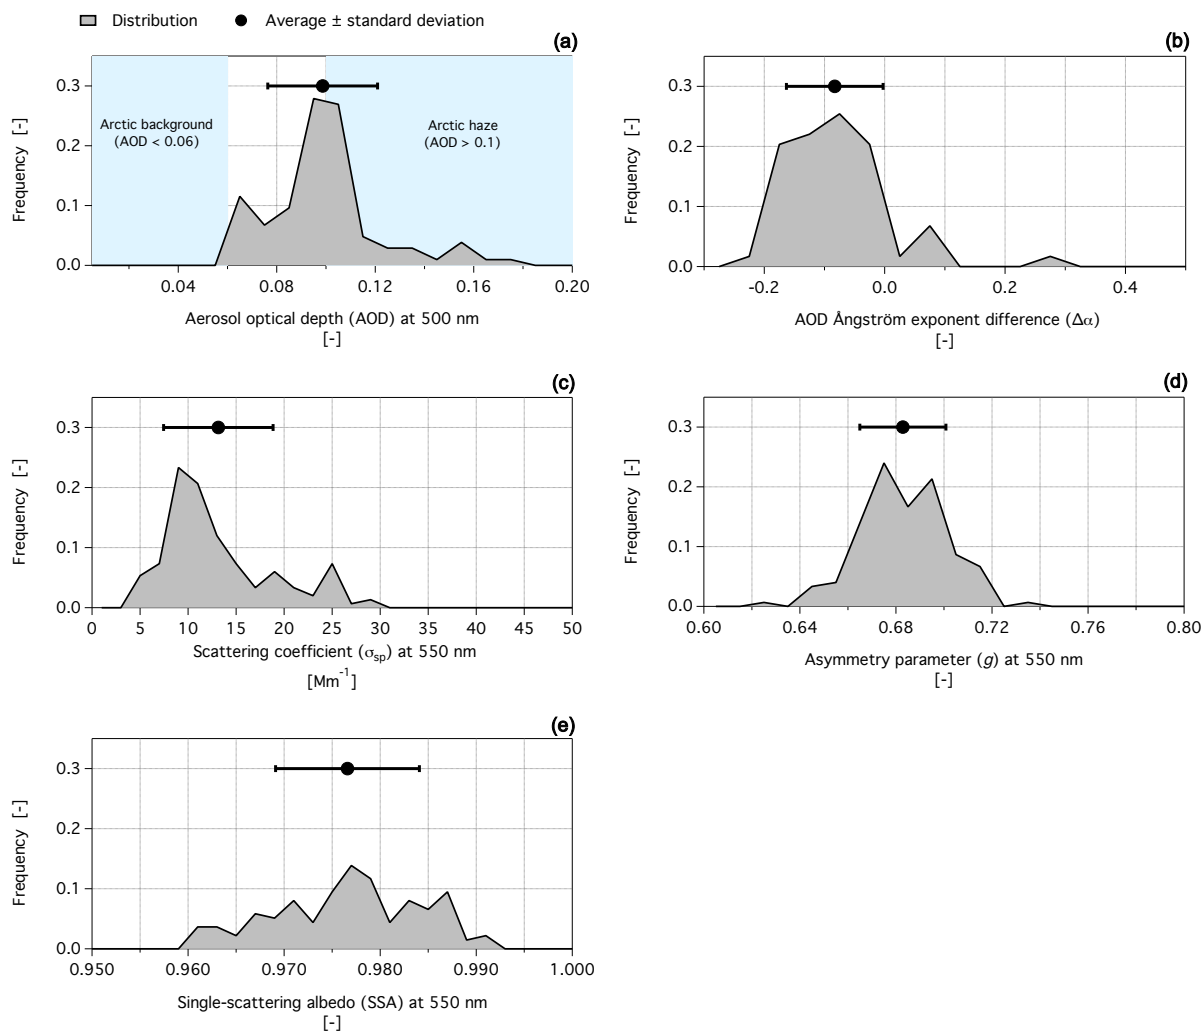 Distribution Average ± standard deviation
(a)
Frequency [-]
0.3
0.2
0.1
0.0
Arctic background
(AOD < 0.06)
Arctic haze
(AOD > 0.1)
0.04 0.08 0.12 0.16 0.20
Aerosol optical depth (AOD) at 500 nm
[-]
(b)
Frequency [-]
0.3
0.2
0.1
0.0
-0.2 0.0 0.2 0.4
AOD Ångström exponent difference (Δα)
[-]
(c)
Frequency [-]
0.3
0.2
0.1
0.0
0 5 10 15 20 25 30 35 40 45 50
Scattering coefficient (σsp) at 550 nm
[Mm⁻¹]
(d)
Frequency [-]
0.3
0.2
0.1
0.0
0.60 0.64 0.68 0.72 0.76 0.80
Asymmetry parameter (g) at 550 nm
[-]
(e)
Frequency [-]
0.3
0.2
0.1
0.0
0.950 0.960 0.970 0.980 0.990 1.000
Single-scattering albedo (SSA) at 550 nm
[-]